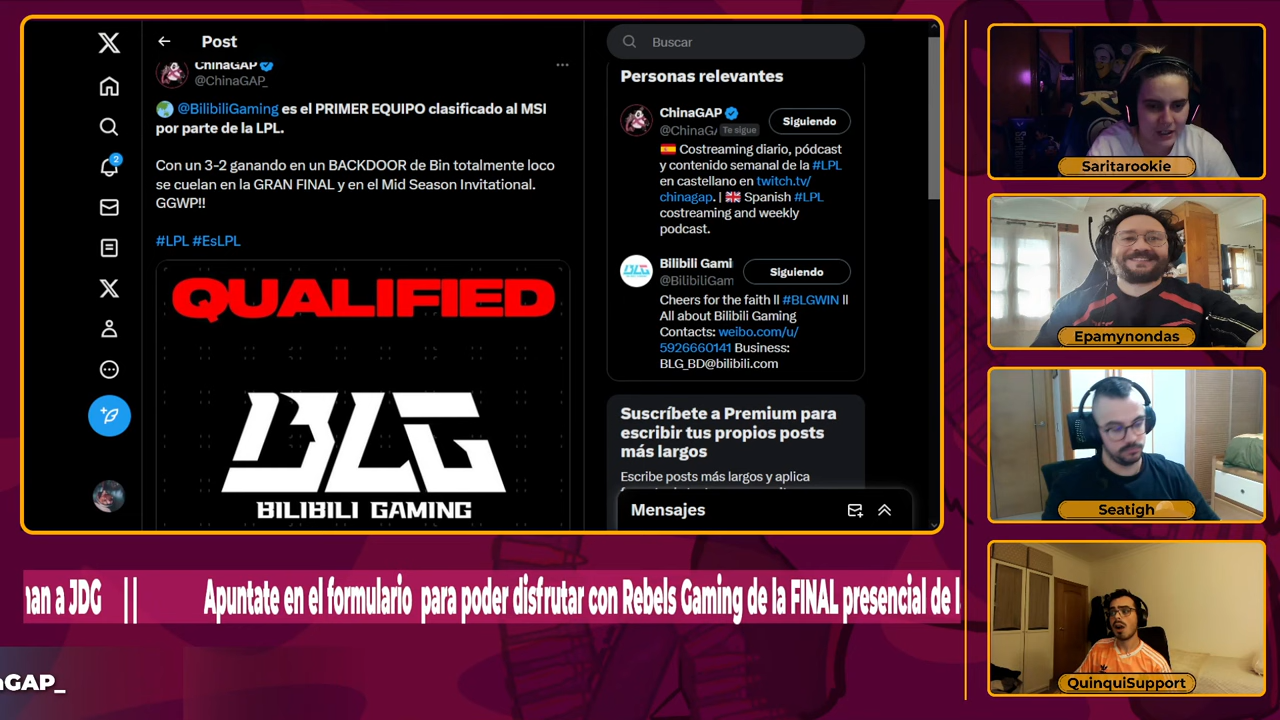 Post
ChinaGAP
@ChinaGAP_
@BilibiliGaming es el PRIMER EQUIPO clasificado al MSI
por parte de la LPL.
Con un 3-2 ganando en un BACKDOOR de Bin totalmente loco
se cuelan en la GRAN FINAL y en el Mid Season Invitational.
GGWP!!
#LPL #EsLPL
QUALIFIED
BLG
BILIBILI GAMING
2
Buscar
Personas relevantes
ChinaGAP
@ChinaG
Te sigue
Siguiendo
Costreaming diario, pódcast
y contenido semanal de la #LPL
en castellano en twitch.tv/
chinagap. | Spanish #LPL
costreaming and weekly
podcast.
BLG
Bilibili Gami
@BilibiliGam
Siguiendo
Cheers for the faith ll #BLGWIN ll
All about Bilibili Gaming
Contacts: weibo.com/u/
5926660141 Business:
BLG_BD@bilibili.com
Suscríbete a Premium para
escribir tus propios posts
más largos
Escribe posts más largos y aplica
Mensajes
Saritarookie
Epamynondas
Seatigh
QuinquiSupport
nan a JDG || Apuntate en el formulario para poder disfrutar con Rebels Gaming de la FINAL presencial de l
aGAP_